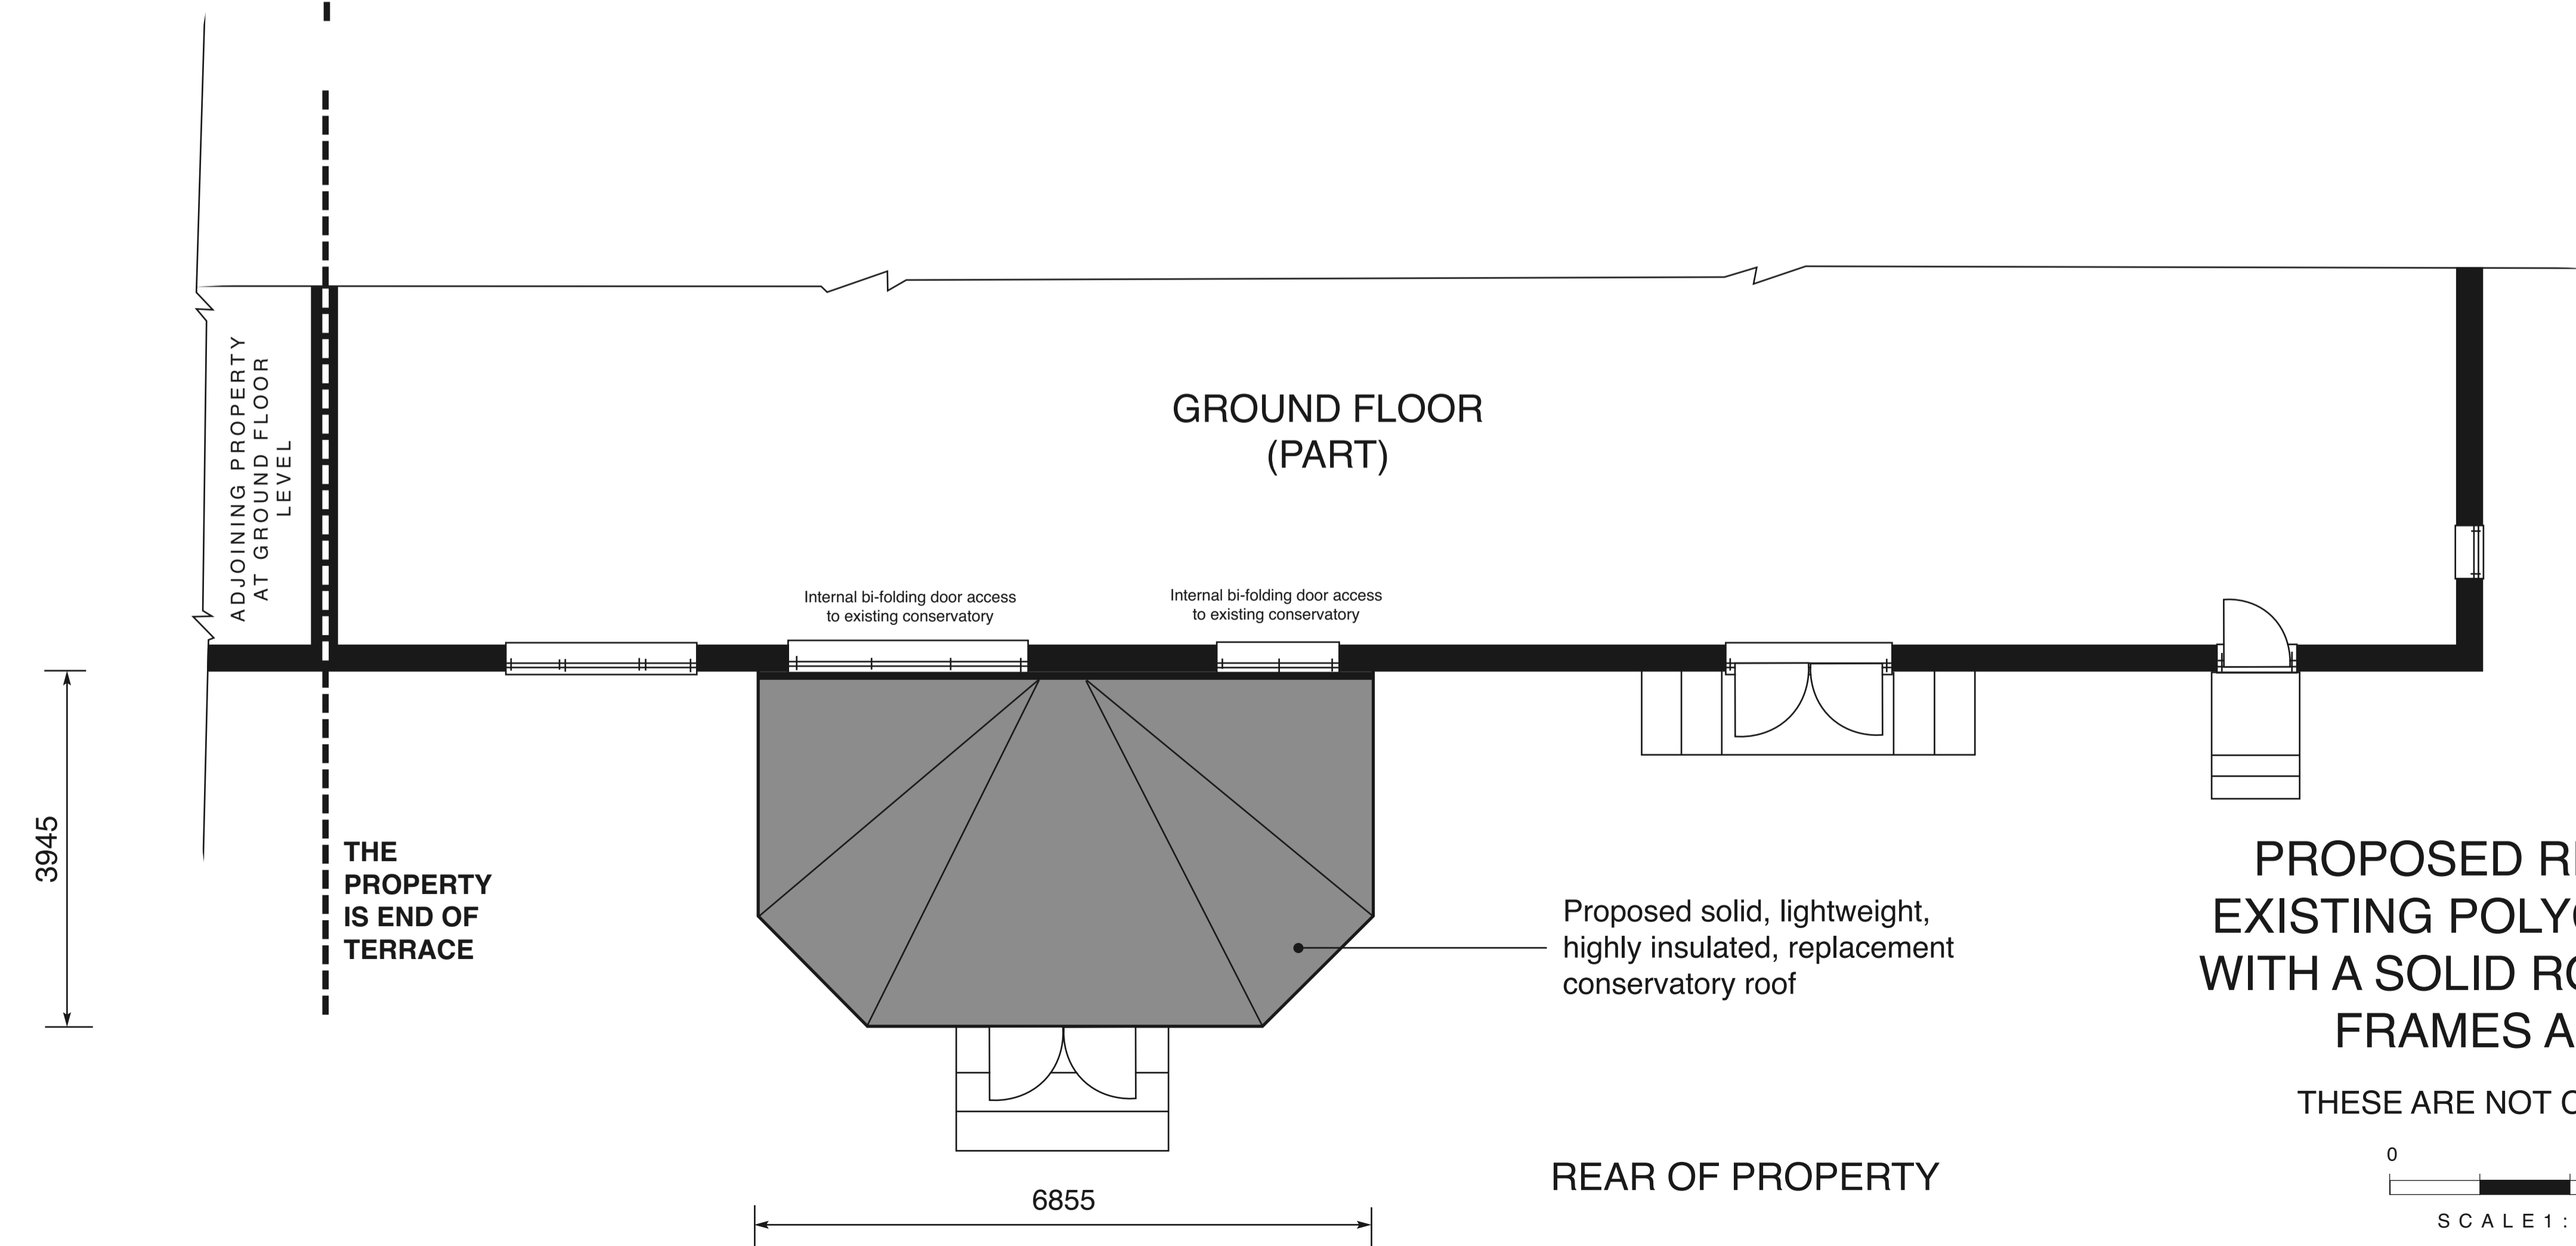 ADJOINING PROPERTY
AT GROUND FLOOR
LEVEL
GROUND FLOOR
(PART)
Internal bi-folding door access
to existing conservatory
Internal bi-folding door access
to existing conservatory
3945
THE
PROPERTY
IS END OF
TERRACE
Proposed solid, lightweight,
highly insulated, replacement
conservatory roof
PROPOSED
EXISTING
WITH A SOLID
FRAMES
THESE ARE NOT
0
SCALE1:
REAR OF PROPERTY
6855